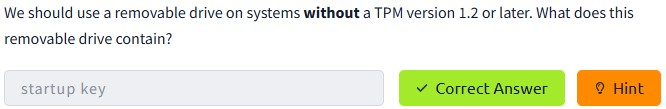 We should use a removable drive on systems without a TPM version 1.2 or later. What does this
removable drive contain?
startup key
Correct Answer
Hint